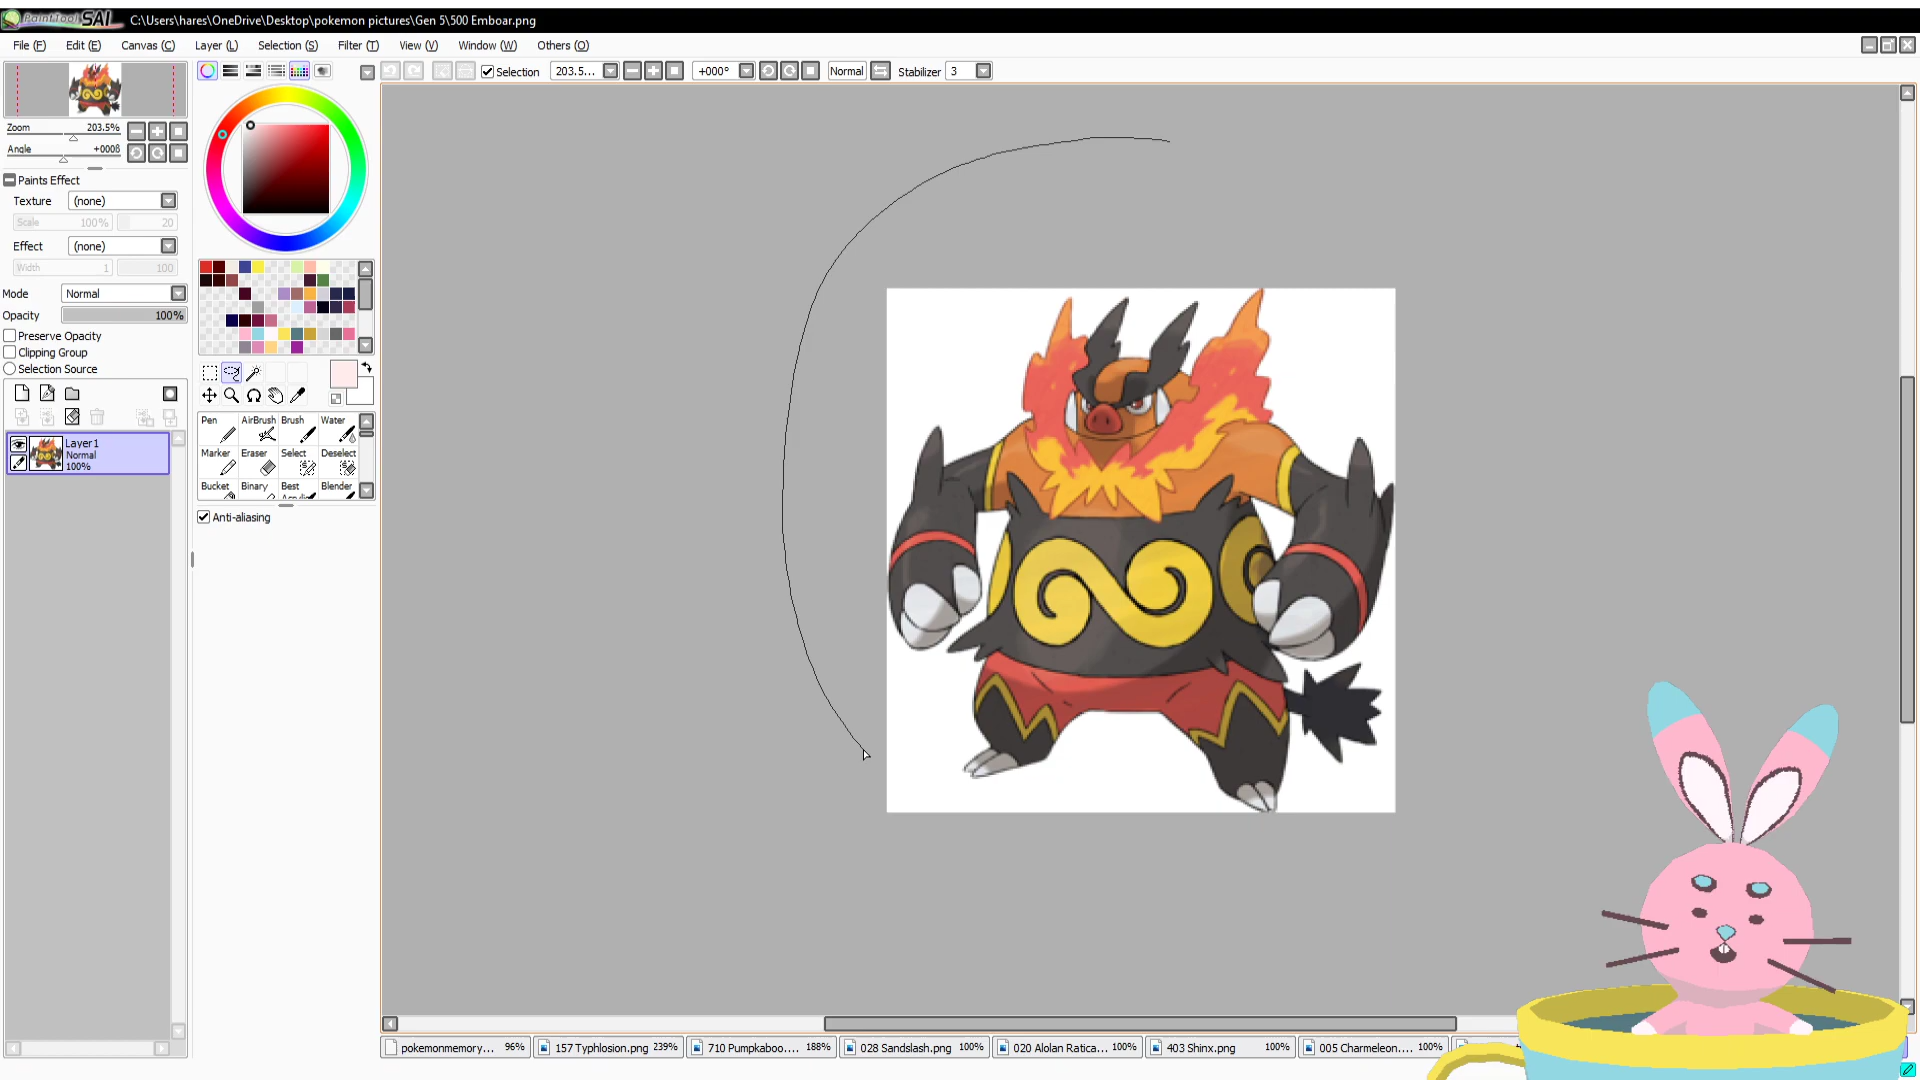 PaintTool SAI C:\Users\hares\OneDrive\Desktop\pokemon pictures\Gen 5\500 Emboar.png
File (F) Edit (E) Canvas (C) Layer (L) Selection (S) Filter (T) View (V) Window (W) Others (O)
Selection 203.5... +000° Normal Stabilizer 3
Zoom 203.5%
Angle +000ß
Paints Effect
Texture (none)
Scale 100% 20
Effect (none)
Width 1 100
Mode Normal
Opacity 100%
Preserve Opacity
Clipping Group
Selection Source
Layer1
Normal
100%
Pen AirBrush Brush Water
Marker Eraser Select Deselect
Bucket Binary Best Blender
Anti-aliasing
pokemonmemory... 96% 157 Typhlosion.png 239% 710 Pumpkaboo.... 188% 028 Sandslash.png 100% 020 Alolan Ratica... 100% 403 Shinx.png 100% 005 Charmeleon.... 100%